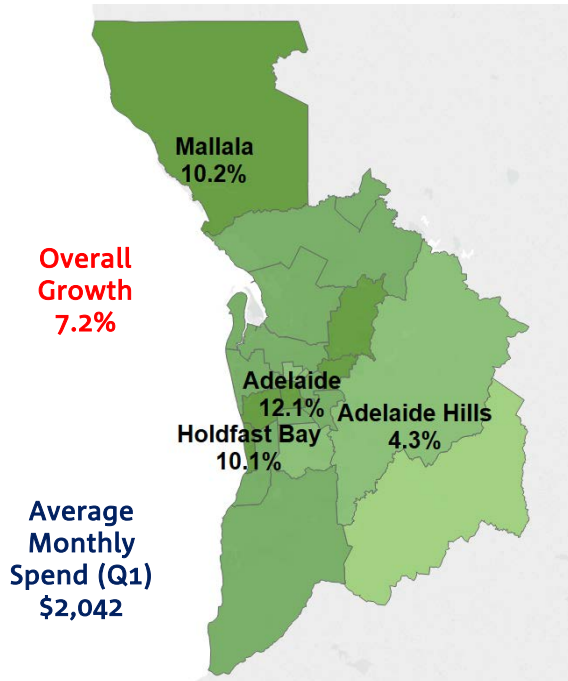 Mallala
10.2%
Overall
Growth
7.2%
Adelaide
12.1%
Adelaide Hills
4.3%
Holdfast Bay
10.1%
Average
Monthly
Spend (Q1)
$2,042